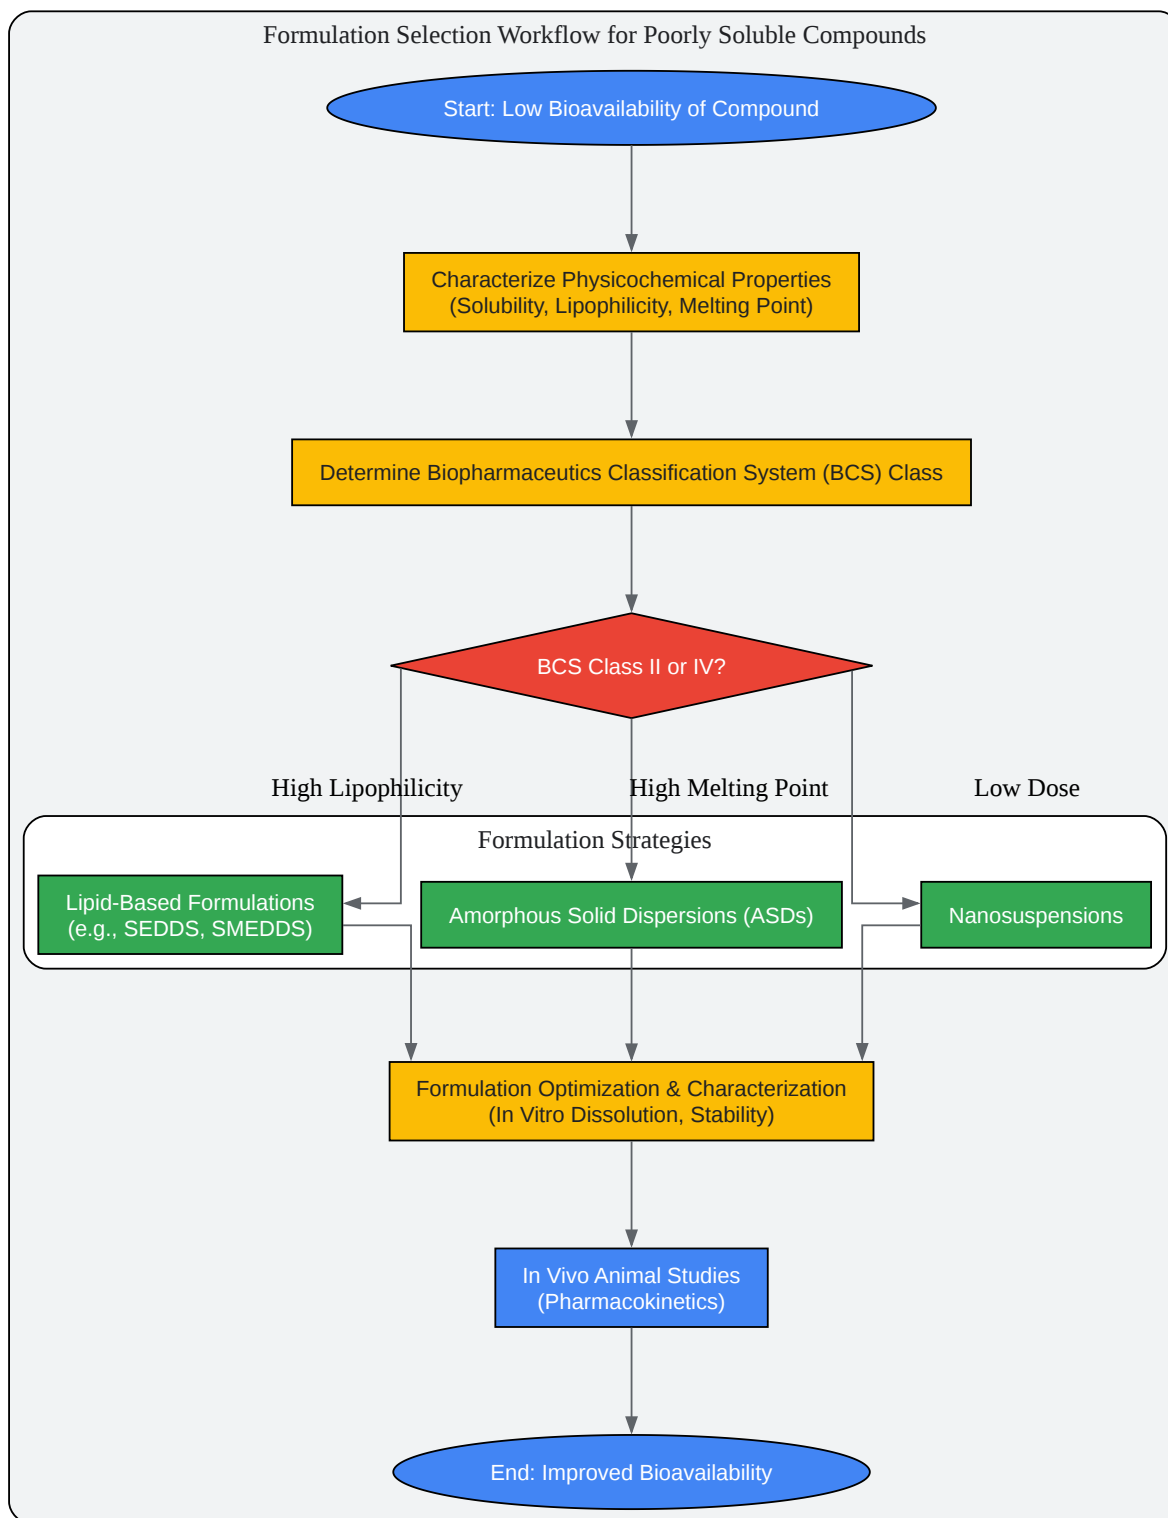 Formulation Selection Workflow for Poorly Soluble Compounds
Start: Low Bioavailability of Compound
Characterize Physicochemical Properties
(Solubility, Lipophilicity, Melting Point)
Determine Biopharmaceutics Classification System (BCS) Class
BCS Class II or IV?
High Lipophilicity
High Melting Point
Low Dose
Formulation Strategies
Lipid-Based Formulations
(e.g., SEDDS, SMEDDS)
Amorphous Solid Dispersions (ASDs)
Nanosuspensions
Formulation Optimization & Characterization
(In Vitro Dissolution, Stability)
In Vivo Animal Studies
(Pharmacokinetics)
End: Improved Bioavailability